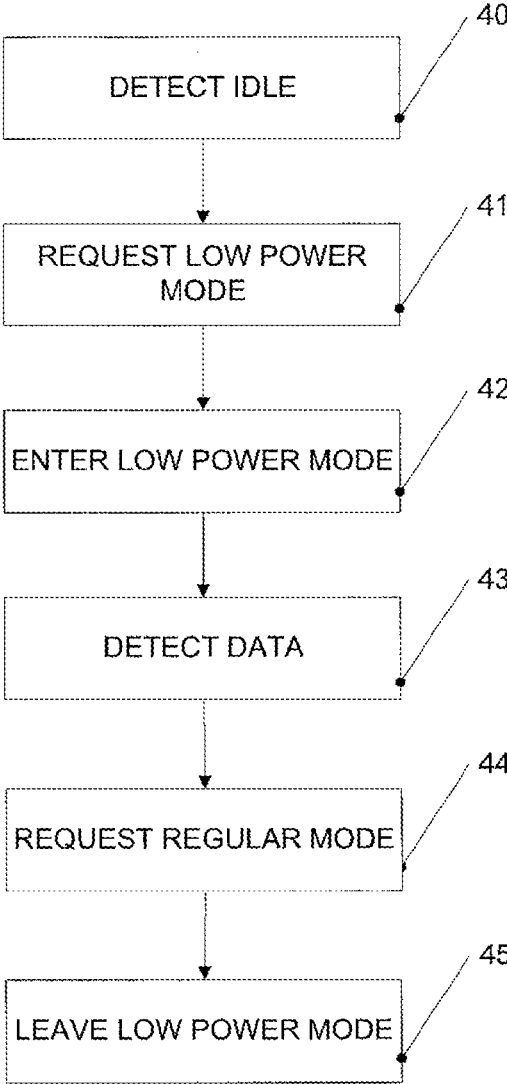 40
DETECT IDLE
41
REQUEST LOW POWER
MODE
42
ENTER LOW POWER MODE
43
DETECT DATA
44
REQUEST REGULAR MODE
45
LEAVE LOW POWER MODE